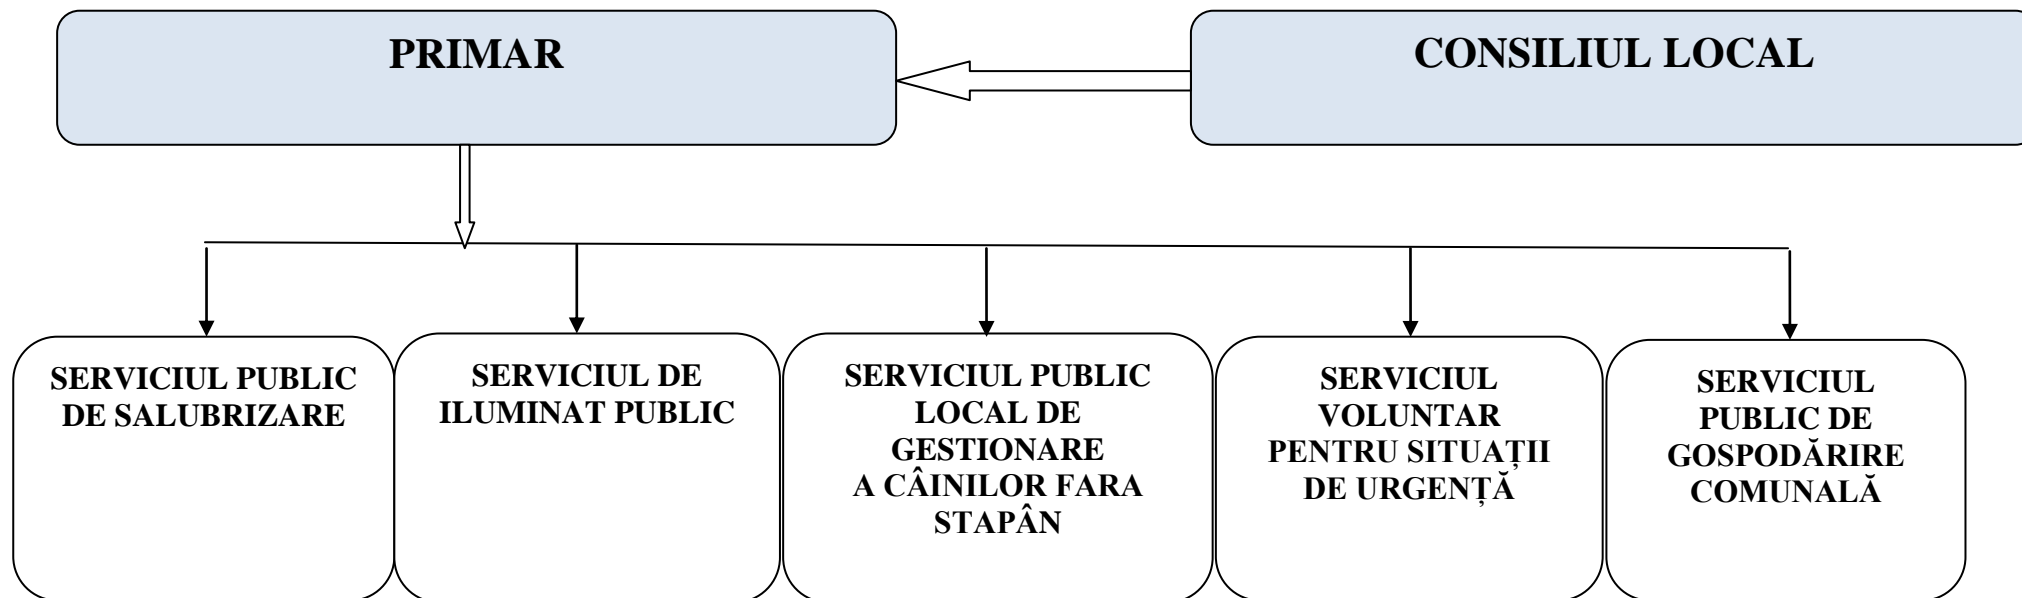 PRIMAR
CONSILIUL LOCAL
SERVICIUL PUBLIC
DE SALUBRIZARE
SERVICIUL DE
ILUMINAT PUBLIC
SERVICIUL PUBLIC
LOCAL DE
GESTIONARE
A CÂINILOR FARA
STAPÂN
SERVICIUL
VOLUNTAR
PENTRU SITUAȚII
DE URGENȚĂ
SERVICIUL
PUBLIC DE
GOSPODĂRIRE
COMUNALĂ